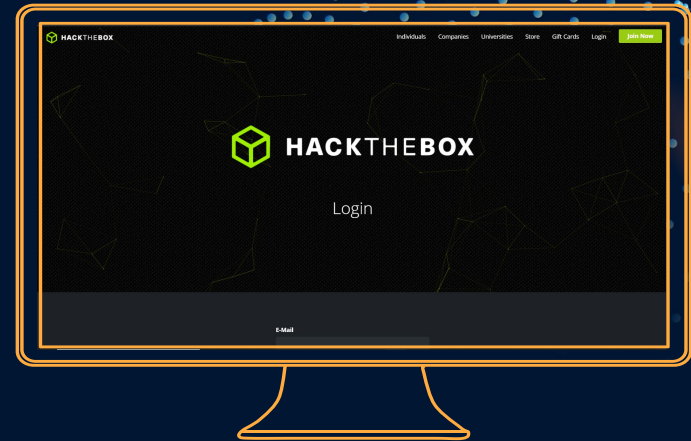 HACKTHEBOX
Individuals Companies Universities Store Gift Cards Login Join Now
HACKTHEBOX
Login
E-Mail